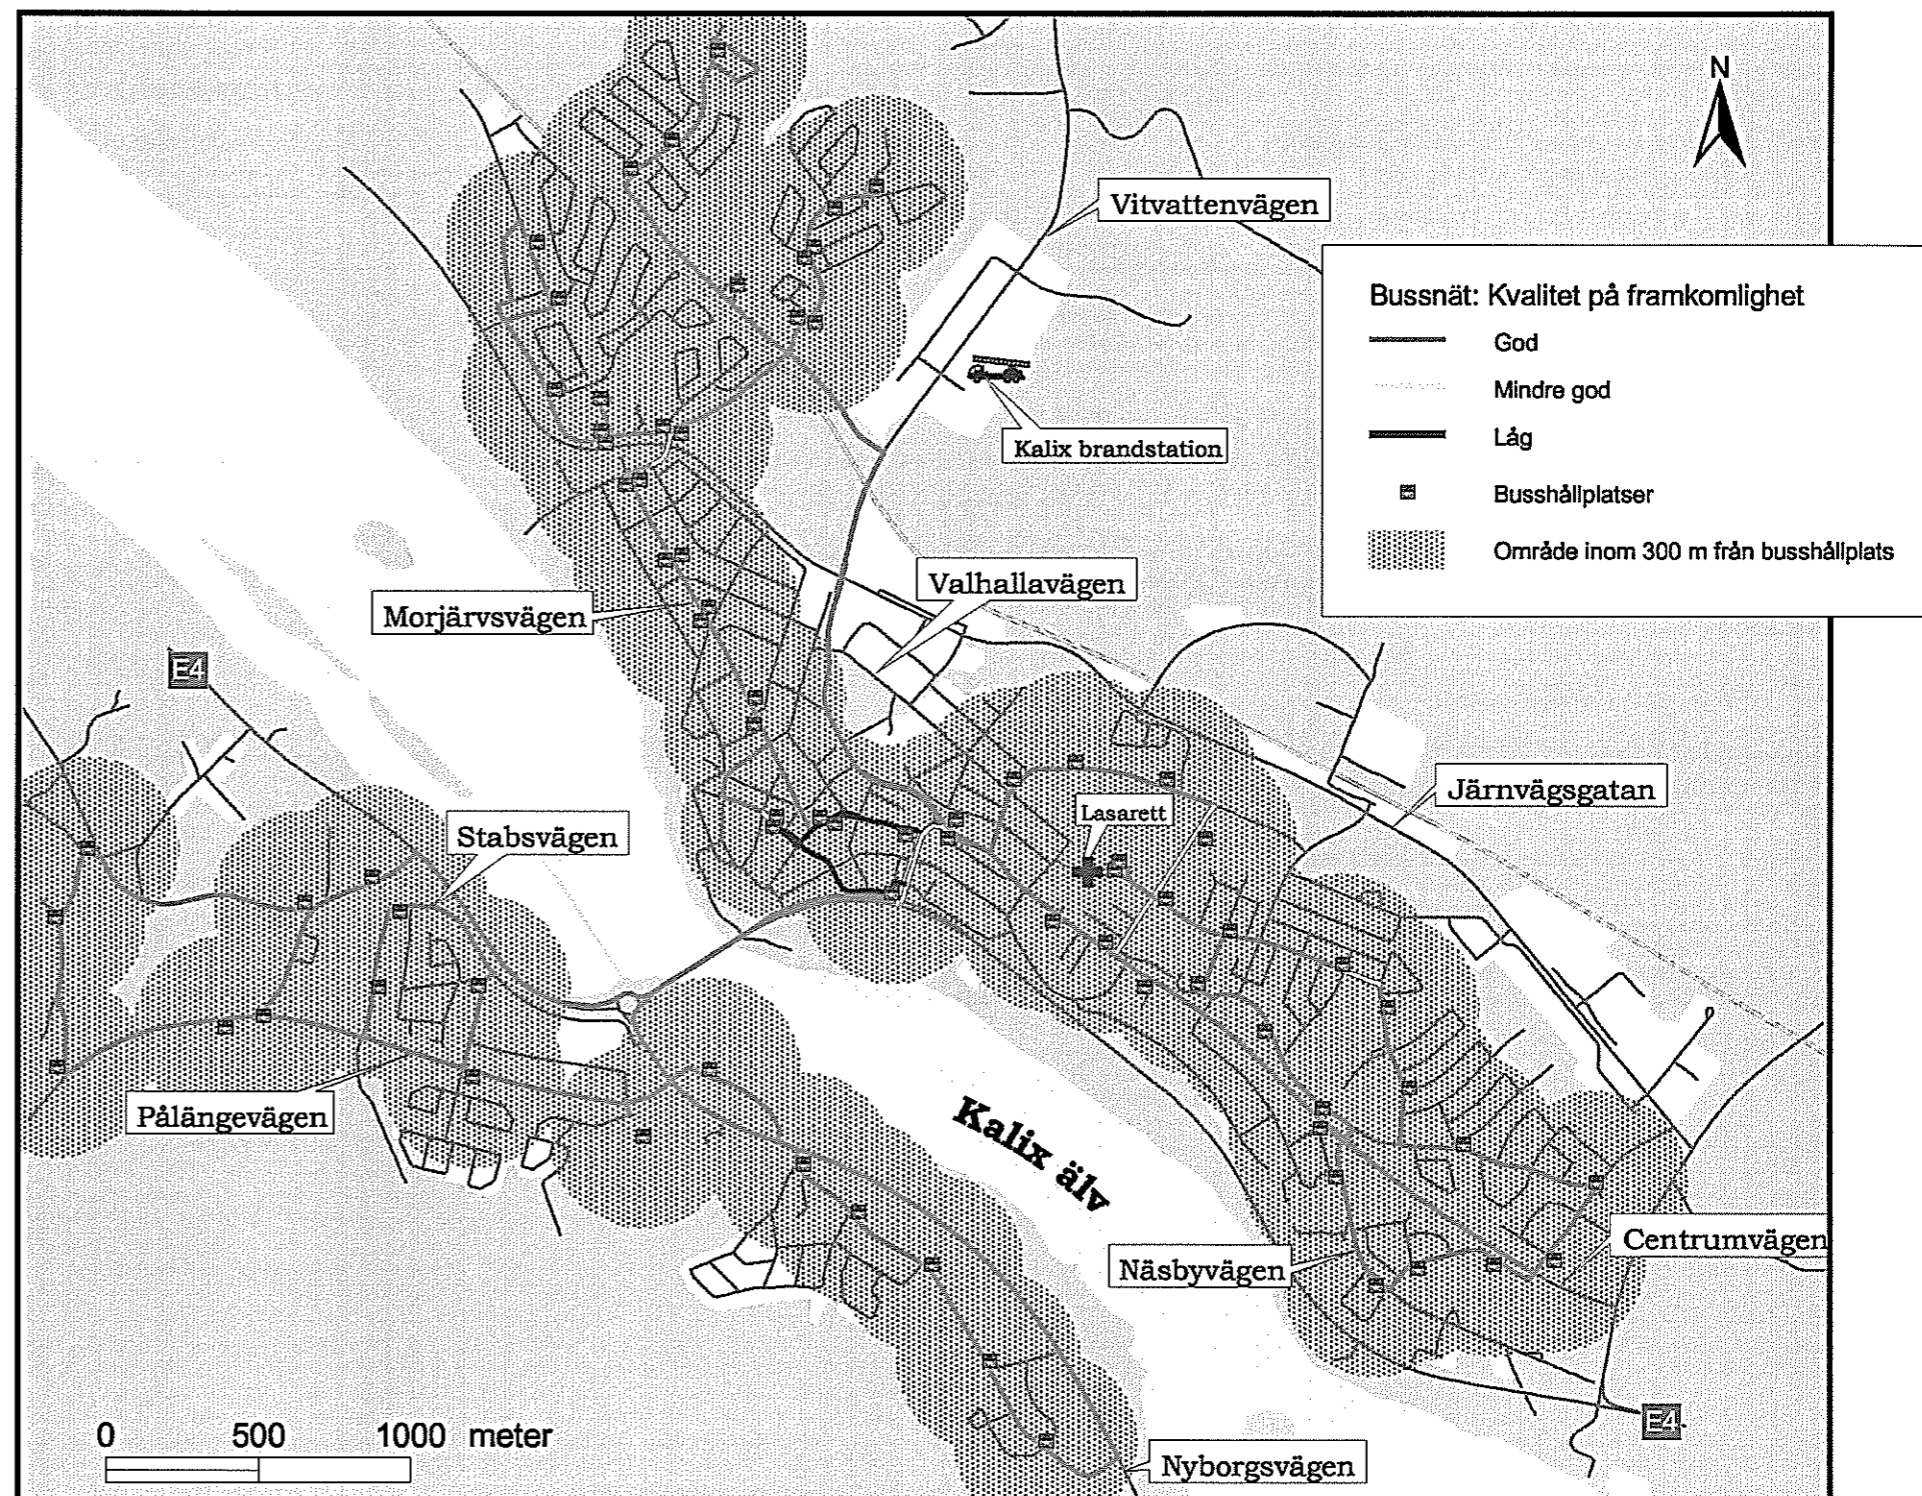 N
Vitvattenvägen
Bussnät: Kvalitet på framkomlighet
God
Mindre god
Låg
Busshållplatser
Område inom 300 m från busshållplats
Kalix brandstation
Valhallavägen
Morjärvsvägen
E4
Järnvägsgatan
Lasarett
Stabsvägen
Pålängevägen
Kalix älv
Näsbyvägen
Centrumvägen
E4
0 500 1000 meter
Nyborgsvägen